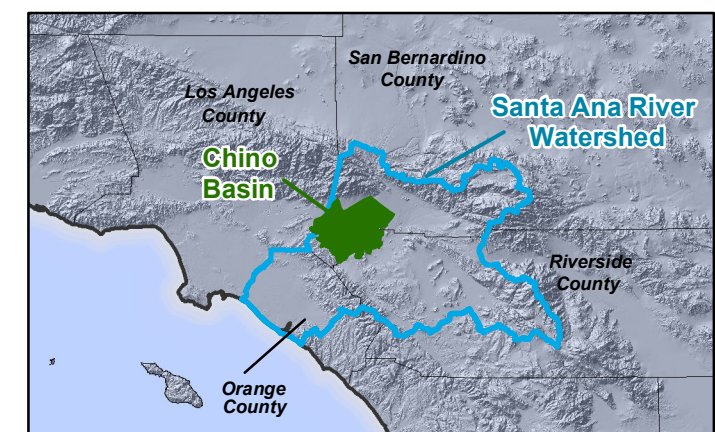 San Bernardino
County
Los Angeles
County
Santa Ana River
Watershed
Chino
Basin
Riverside
County
Orange
County